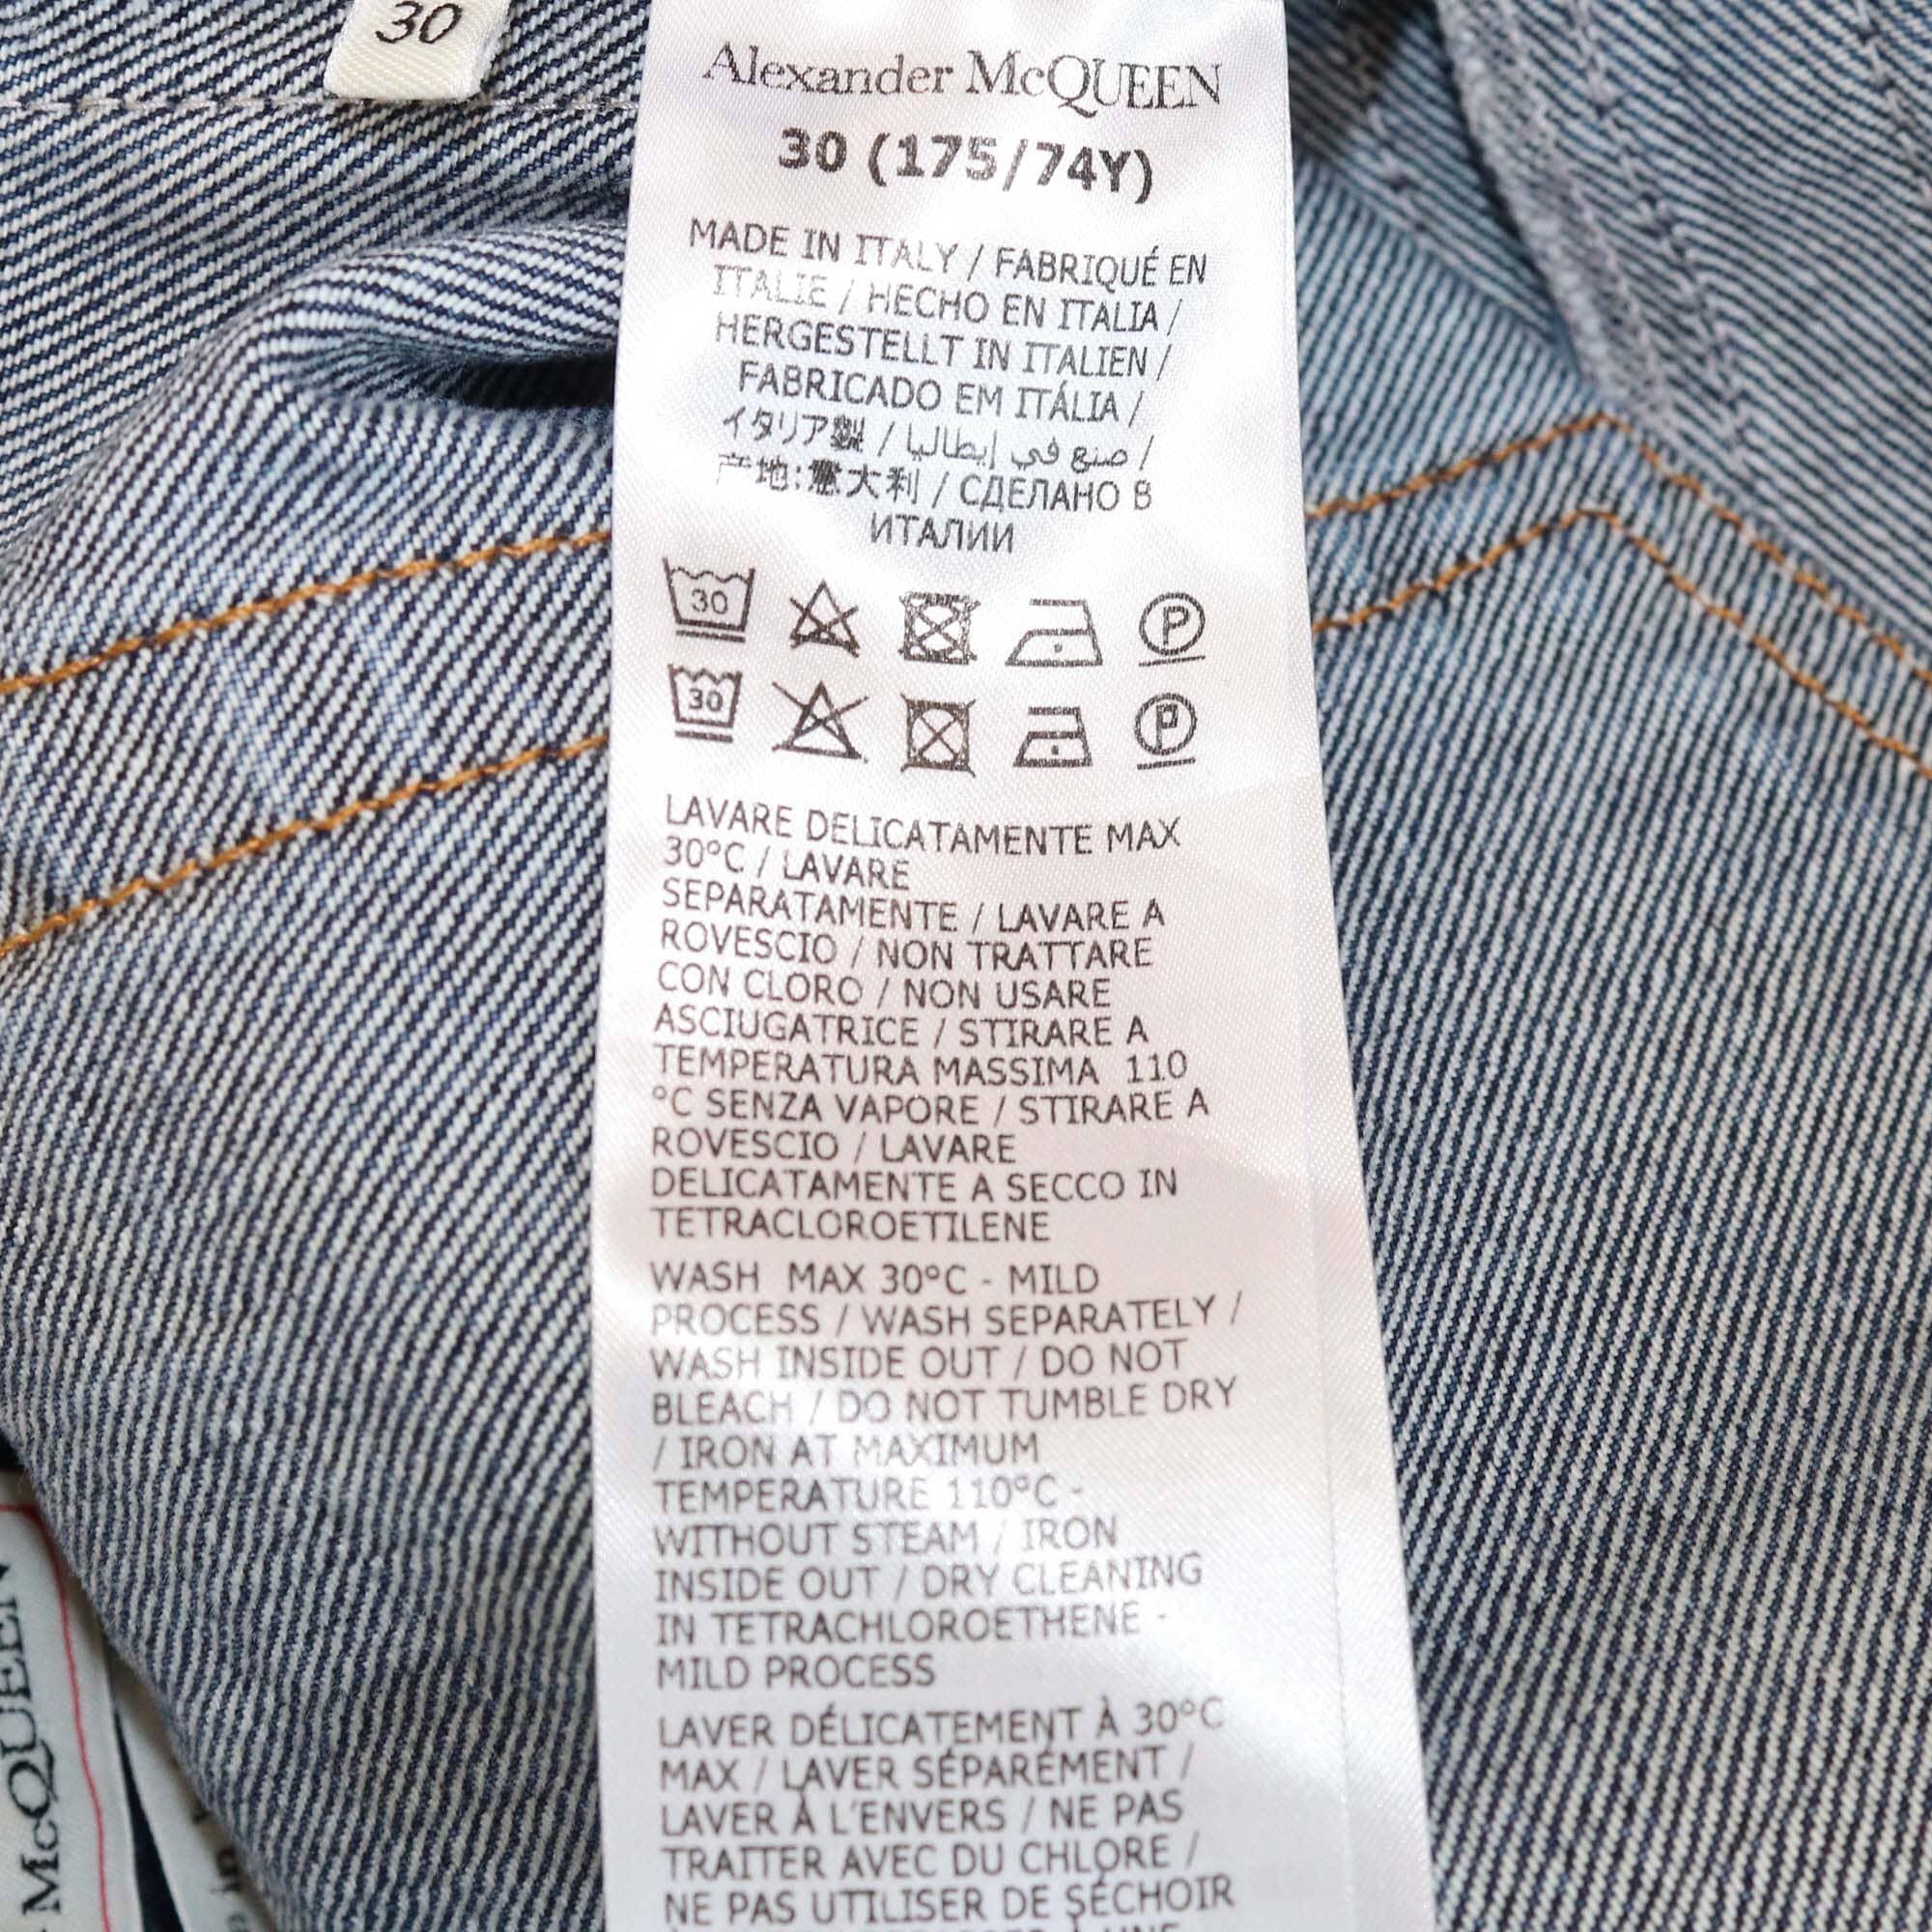 30
Alexander McQUEEN
30 (175/74Y)
MADE IN ITALY / FABRIQUÉ EN
ITALIE / HECHO EN ITALIA /
HERGESTELLT IN ITALIEN /
FABRICADO EM ITÁLIA /
イタリア製 / صنع في إيطاليا /
产地:意大利 / СДЕЛАНО В
ИТАЛИИ
30 P
30 P
LAVARE DELICATAMENTE MAX
30°C / LAVARE
SEPARATAMENTE / LAVARE A
ROVESCIO / NON TRATTARE
CON CLORO / NON USARE
ASCIUGATRICE / STIRARE A
TEMPERATURA MASSIMA 110
°C SENZA VAPORE / STIRARE A
ROVESCIO / LAVARE
DELICATAMENTE A SECCO IN
TETRACLOROETILENE
WASH MAX 30°C - MILD
PROCESS / WASH SEPARATELY /
WASH INSIDE OUT / DO NOT
BLEACH / DO NOT TUMBLE DRY
/ IRON AT MAXIMUM
TEMPERATURE 110°C -
WITHOUT STEAM / IRON
INSIDE OUT / DRY CLEANING
IN TETRACHLOROETHENE -
MILD PROCESS
LAVER DÉLICATEMENT À 30°C
MAX / LAVER SÉPARÉMENT /
LAVER À L'ENVERS / NE PAS
TRAITER AVEC DU CHLORE /
NE PAS UTILISER DE SÉCHOIR
McQUEEN
in